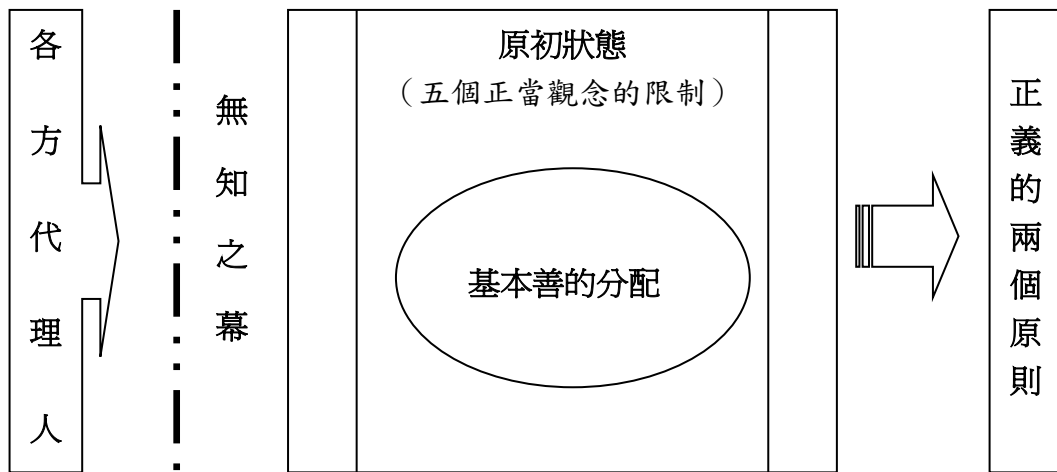 各方代理人
無知之幕
原初狀態
（五個正當觀念的限制）
基本善的分配
正義的兩個原則